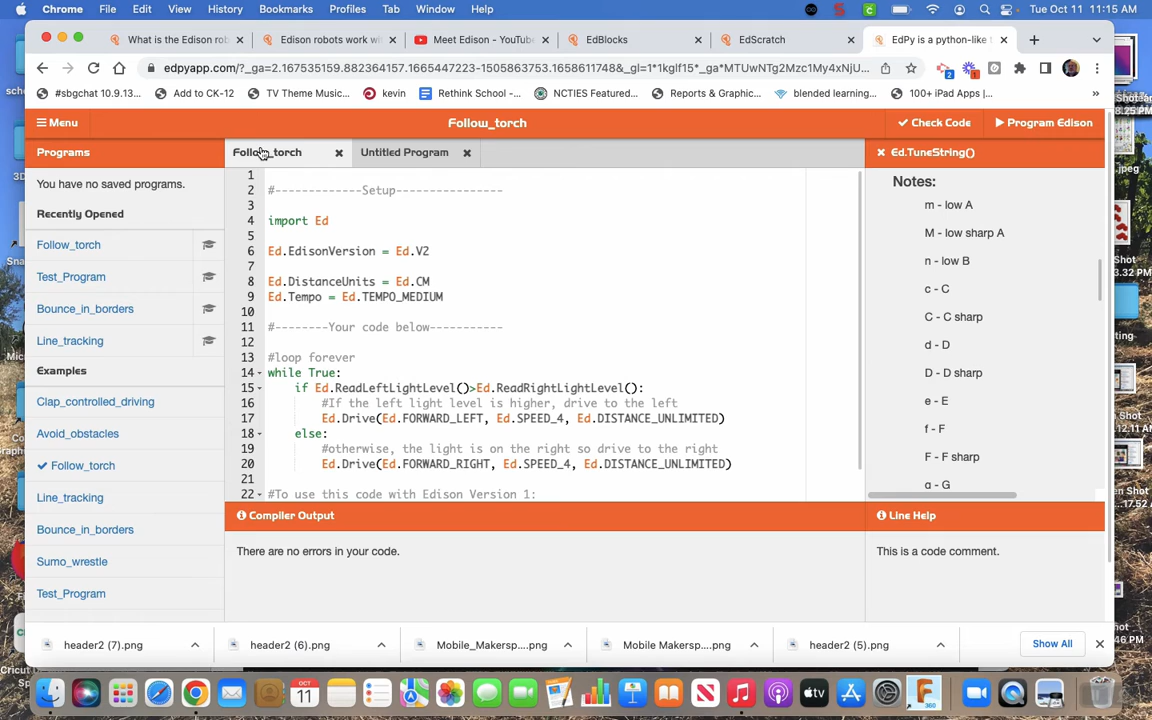 Chrome File Edit View History Bookmarks Profiles Tab Window Help Tue Oct 11 11:15 AM
What is the Edison rob Edison robots work wi Meet Edison - YouTube EdBlocks EdScratch EdPy is a python-like t
edpyapp.com/?_ga=2.167535159.882364157.1665447223-1505863753.1658611748&_gl=1*1kglf15*_ga*MTUwNTg2Mzc1My4xNjU...
#sbgchat 10.9.13... Add to CK-12 TV Theme Music... kevin Rethink School -... NCTIES Featured... Reports & Graphic... blended learning... 100+ iPad Apps |... »
Menu Follow_torch Check Code Program Edison
Programs
You have no saved programs.
Recently Opened
Follow_torch
Test_Program
Bounce_in_borders
Line_tracking
Examples
Clap_controlled_driving
Avoid_obstacles
Follow_torch
Line_tracking
Bounce_in_borders
Sumo_wrestle
Test_Program
Follow_torch Untitled Program
1
2 #-------------Setup----------------
3
4 import Ed
5
6 Ed.EdisonVersion = Ed.V2
7
8 Ed.DistanceUnits = Ed.CM
9 Ed.Tempo = Ed.TEMPO_MEDIUM
10
11 #--------Your code below-----------
12
13 #loop forever
14 while True:
15 if Ed.ReadLeftLightLevel()>Ed.ReadRightLightLevel():
16 #If the left light level is higher, drive to the left
17 Ed.Drive(Ed.FORWARD_LEFT, Ed.SPEED_4, Ed.DISTANCE_UNLIMITED)
18 else:
19 #otherwise, the light is on the right so drive to the right
20 Ed.Drive(Ed.FORWARD_RIGHT, Ed.SPEED_4, Ed.DISTANCE_UNLIMITED)
21
22 #To use this code with Edison Version 1:
Compiler Output
There are no errors in your code.
Ed.TuneString()
Notes:
m - low A
M - low sharp A
n - low B
c - C
C - C sharp
d - D
D - D sharp
e - E
f - F
F - F sharp
g - G
Line Help
This is a code comment.
header2 (7).png header2 (6).png Mobile_Makersp....png Mobile Makersp....png header2 (5).png Show All
OCT
11
tv
360